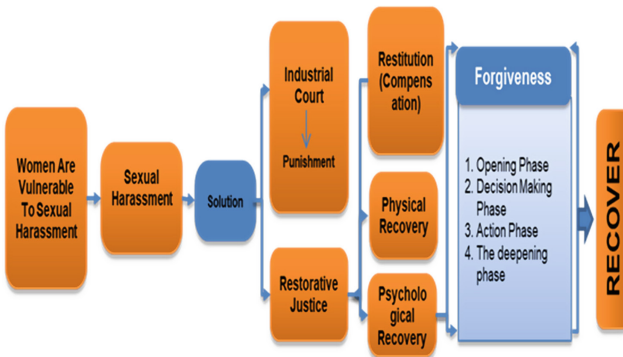 Women Are
Vulnerable
To Sexual
Harassment
Sexual
Harassment
Solution
Industrial
Court
Punishment
Restorative
Justice
Restitution
(Compens
ation)
Physical
Recovery
Psycholo
gical
Recovery
Forgiveness
1. Opening Phase
2. Decision Making
Phase
3. Action Phase
4. The deepening
phase
RECOVER